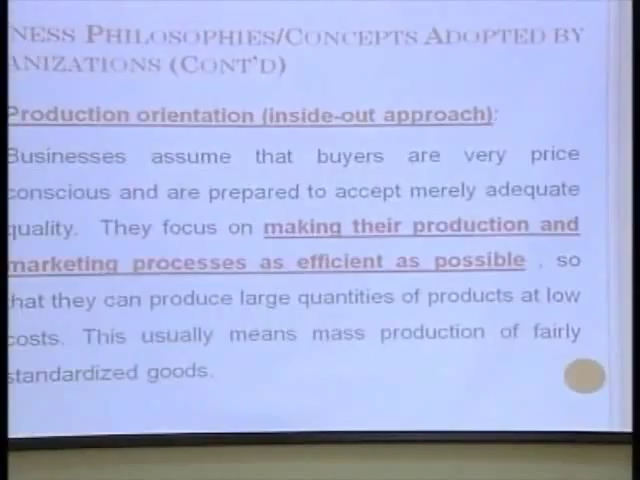 NESS PHILOSOPHIES/CONCEPTS ADOPTED BY
ANIZATIONS (CONT'D)
Production orientation (inside-out approach):
Businesses assume that buyers are very price
conscious and are prepared to accept merely adequate
quality. They focus on making their production and
marketing processes as efficient as possible , so
that they can produce large quantities of products at low
costs. This usually means mass production of fairly
standardized goods.